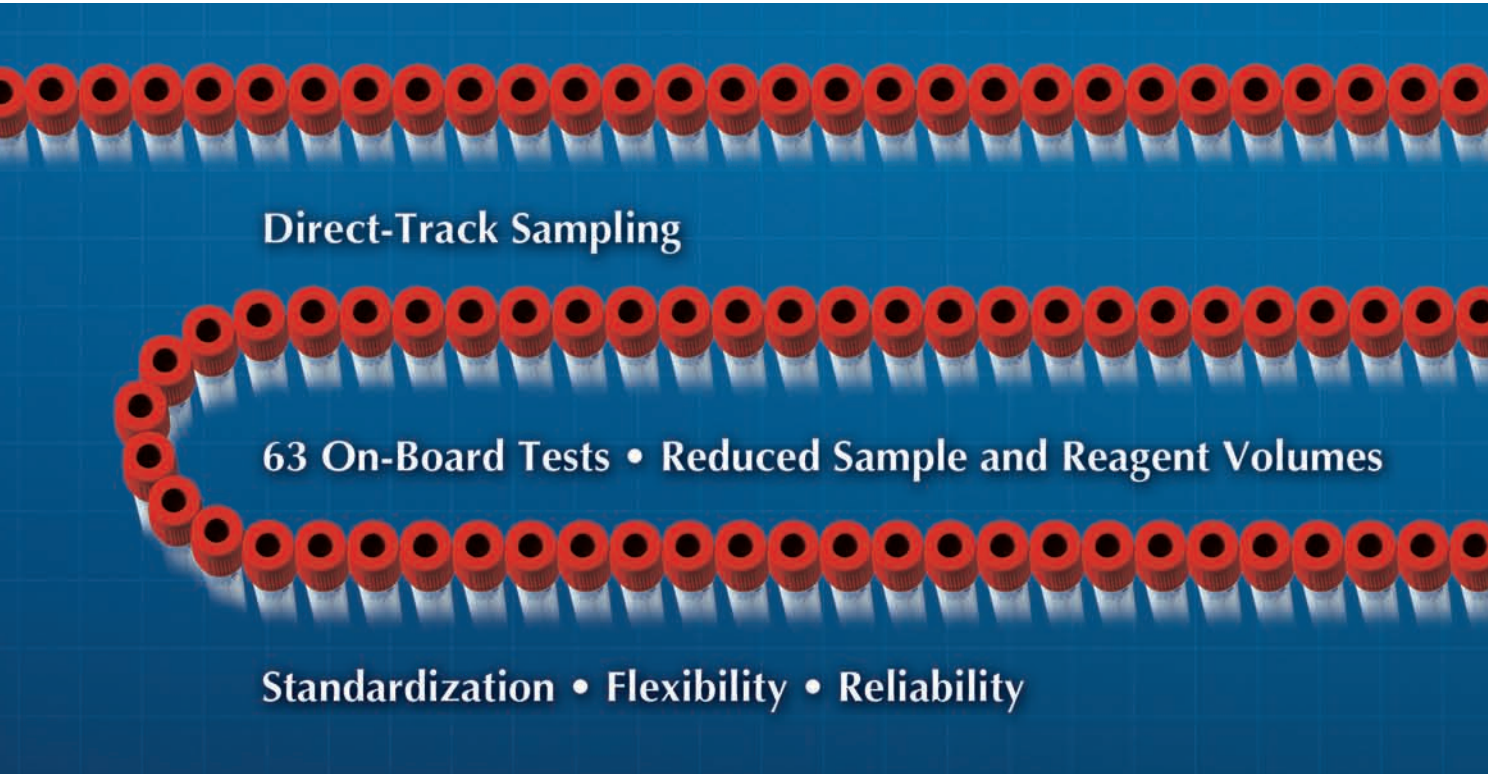 Direct-Track Sampling
63 On-Board Tests • Reduced Sample and Reagent Volumes
Standardization • Flexibility • Reliability